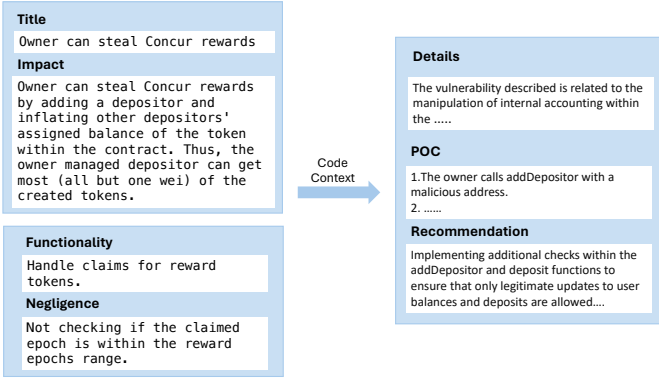 Title
Owner can steal Concur rewards
Impact
Owner can steal Concur rewards
by adding a depositor and
inflating other depositors'
assigned balance of the token
within the contract. Thus, the
owner managed depositor can get
most (all but one wei) of the
created tokens.
Functionality
Handle claims for reward
tokens.
Negligence
Not checking if the claimed
epoch is within the reward
epochs range.
Code
Context
Details
The vulnerability described is related to the
manipulation of internal accounting within
the .....
POC
1.The owner calls addDepositor with a
malicious address.
2. ......
Recommendation
Implementing additional checks within the
addDepositor and deposit functions to
ensure that only legitimate updates to user
balances and deposits are allowed....